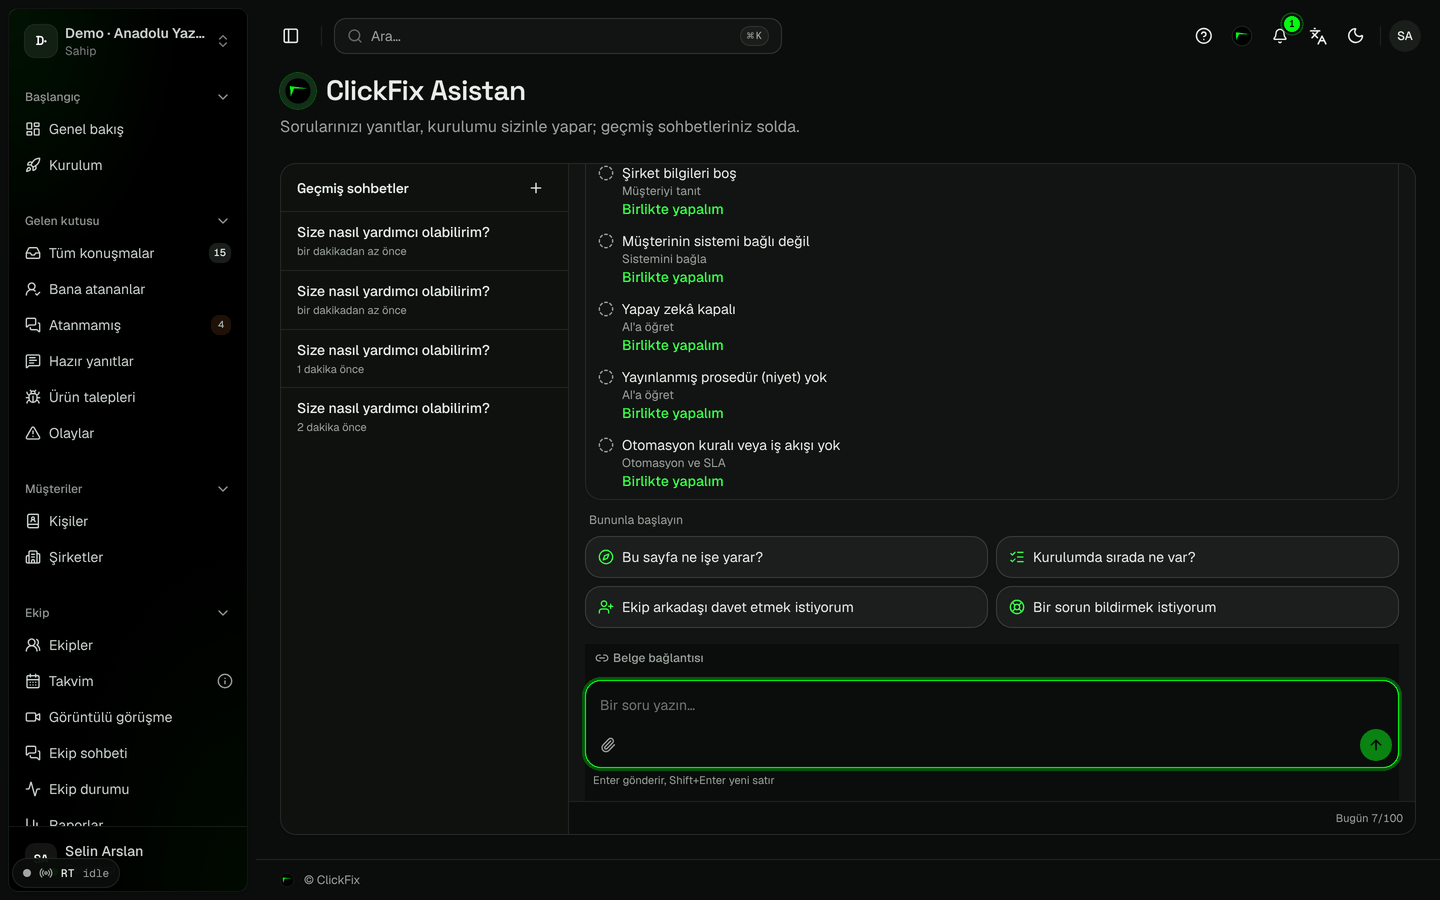 D·
Demo · Anadolu Yaz...
Sahip
Başlangıç
Genel bakış
Kurulum
Gelen kutusu
Tüm konuşmalar
15
Bana atananlar
Atanmamış
4
Hazır yanıtlar
Ürün talepleri
Olaylar
Müşteriler
Kişiler
Şirketler
Ekip
Ekipler
Takvim
Görüntülü görüşme
Ekip sohbeti
Ekip durumu
Raporlar
SA
Selin Arslan
RT idle
Ara...
⌘K
1
SA
ClickFix Asistan
Sorularınızı yanıtlar, kurulumu sizinle yapar; geçmiş sohbetleriniz solda.
Geçmiş sohbetler
Size nasıl yardımcı olabilirim?
bir dakikadan az önce
Size nasıl yardımcı olabilirim?
bir dakikadan az önce
Size nasıl yardımcı olabilirim?
1 dakika önce
Size nasıl yardımcı olabilirim?
2 dakika önce
Şirket bilgileri boş
Müşteriyi tanıt
Birlikte yapalım
Müşterinin sistemi bağlı değil
Sistemini bağla
Birlikte yapalım
Yapay zekâ kapalı
AI'a öğret
Birlikte yapalım
Yayınlanmış prosedür (niyet) yok
AI'a öğret
Birlikte yapalım
Otomasyon kuralı veya iş akışı yok
Otomasyon ve SLA
Birlikte yapalım
Bununla başlayın
Bu sayfa ne işe yarar?
Kurulumda sırada ne var?
Ekip arkadaşı davet etmek istiyorum
Bir sorun bildirmek istiyorum
Belge bağlantısı
Bir soru yazın...
Enter gönderir, Shift+Enter yeni satır
Bugün 7/100
© ClickFix